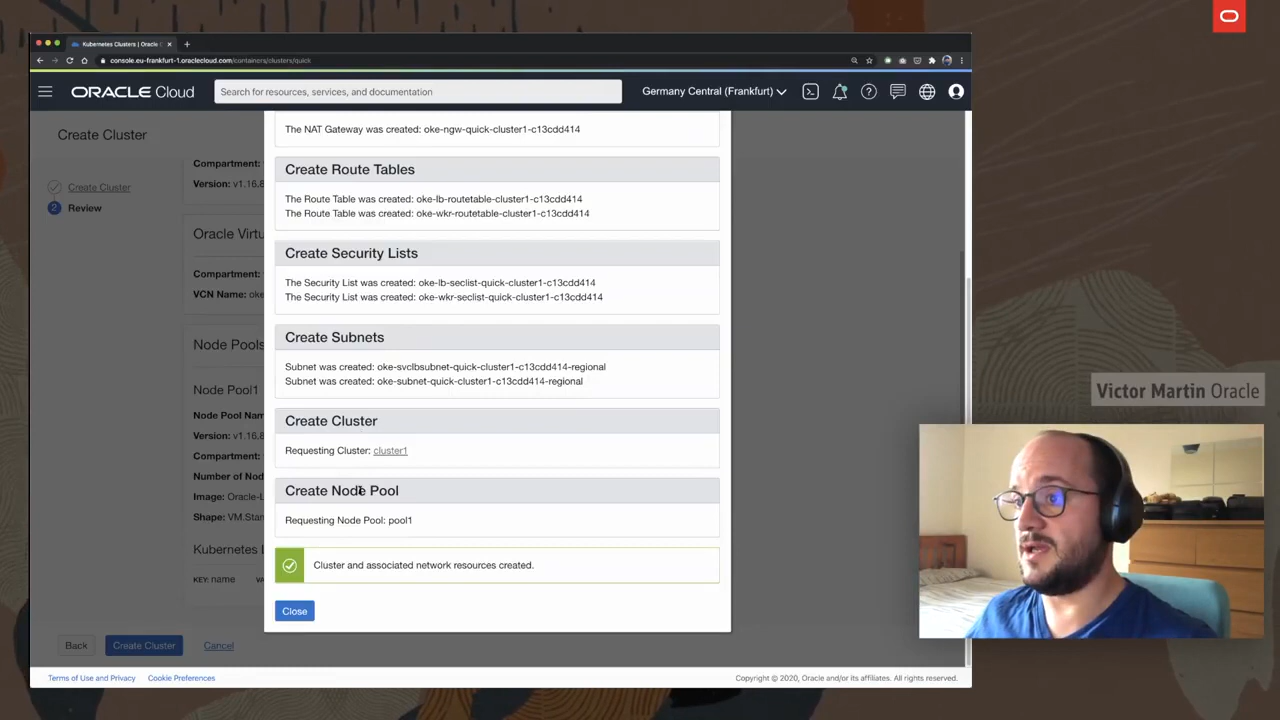 Kubernetes Clusters | Oracle
console.eu-frankfurt-1.oraclecloud.com/containers/clusters/quick
ORACLE Cloud
Search for resources, services, and documentation
Germany Central (Frankfurt)
Create Cluster
Create Cluster
2 Review
Compartment:
Version: v1.16.8
Oracle Virtu
Compartment:
VCN Name: oke
Node Pools
Node Pool1
Node Pool Name
Version: v1.16.
Compartment:
Number of Nod
Image: Oracle-L
Shape: VM.Stan
Kubernetes L
KEY: name VA
The NAT Gateway was created: oke-ngw-quick-cluster1-c13cdd414
Create Route Tables
The Route Table was created: oke-lb-routetable-cluster1-c13cdd414
The Route Table was created: oke-wkr-routetable-cluster1-c13cdd414
Create Security Lists
The Security List was created: oke-lb-seclist-quick-cluster1-c13cdd414
The Security List was created: oke-wkr-seclist-quick-cluster1-c13cdd414
Create Subnets
Subnet was created: oke-svclbsubnet-quick-cluster1-c13cdd414-regional
Subnet was created: oke-subnet-quick-cluster1-c13cdd414-regional
Create Cluster
Requesting Cluster: cluster1
Create Node Pool
Requesting Node Pool: pool1
Cluster and associated network resources created.
Close
Back Create Cluster Cancel
Terms of Use and Privacy Cookie Preferences
Copyright © 2020, Oracle and/or its affiliates. All rights reserved.
Victor Martin Oracle